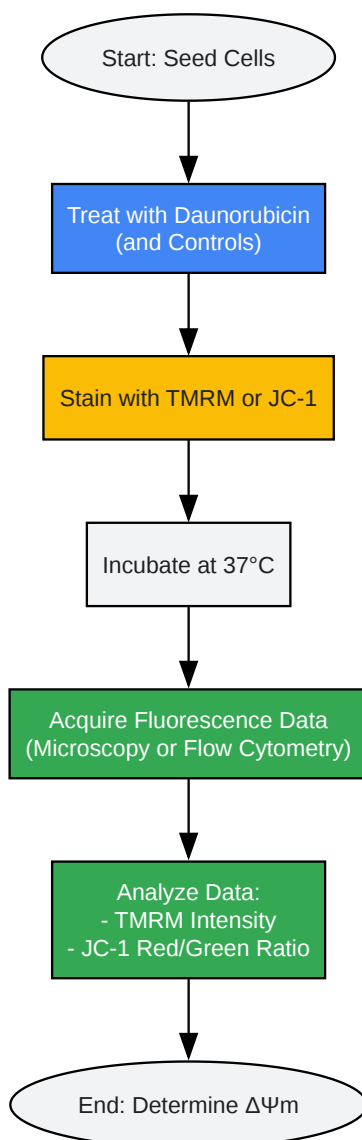 Start: Seed Cells
Treat with Daunorubicin
(and Controls)
Stain with TMRM or JC-1
Incubate at 37°C
Acquire Fluorescence Data
(Microscopy or Flow Cytometry)
Analyze Data:
- TMRM Intensity
- JC-1 Red/Green Ratio
End: Determine ΔΨm